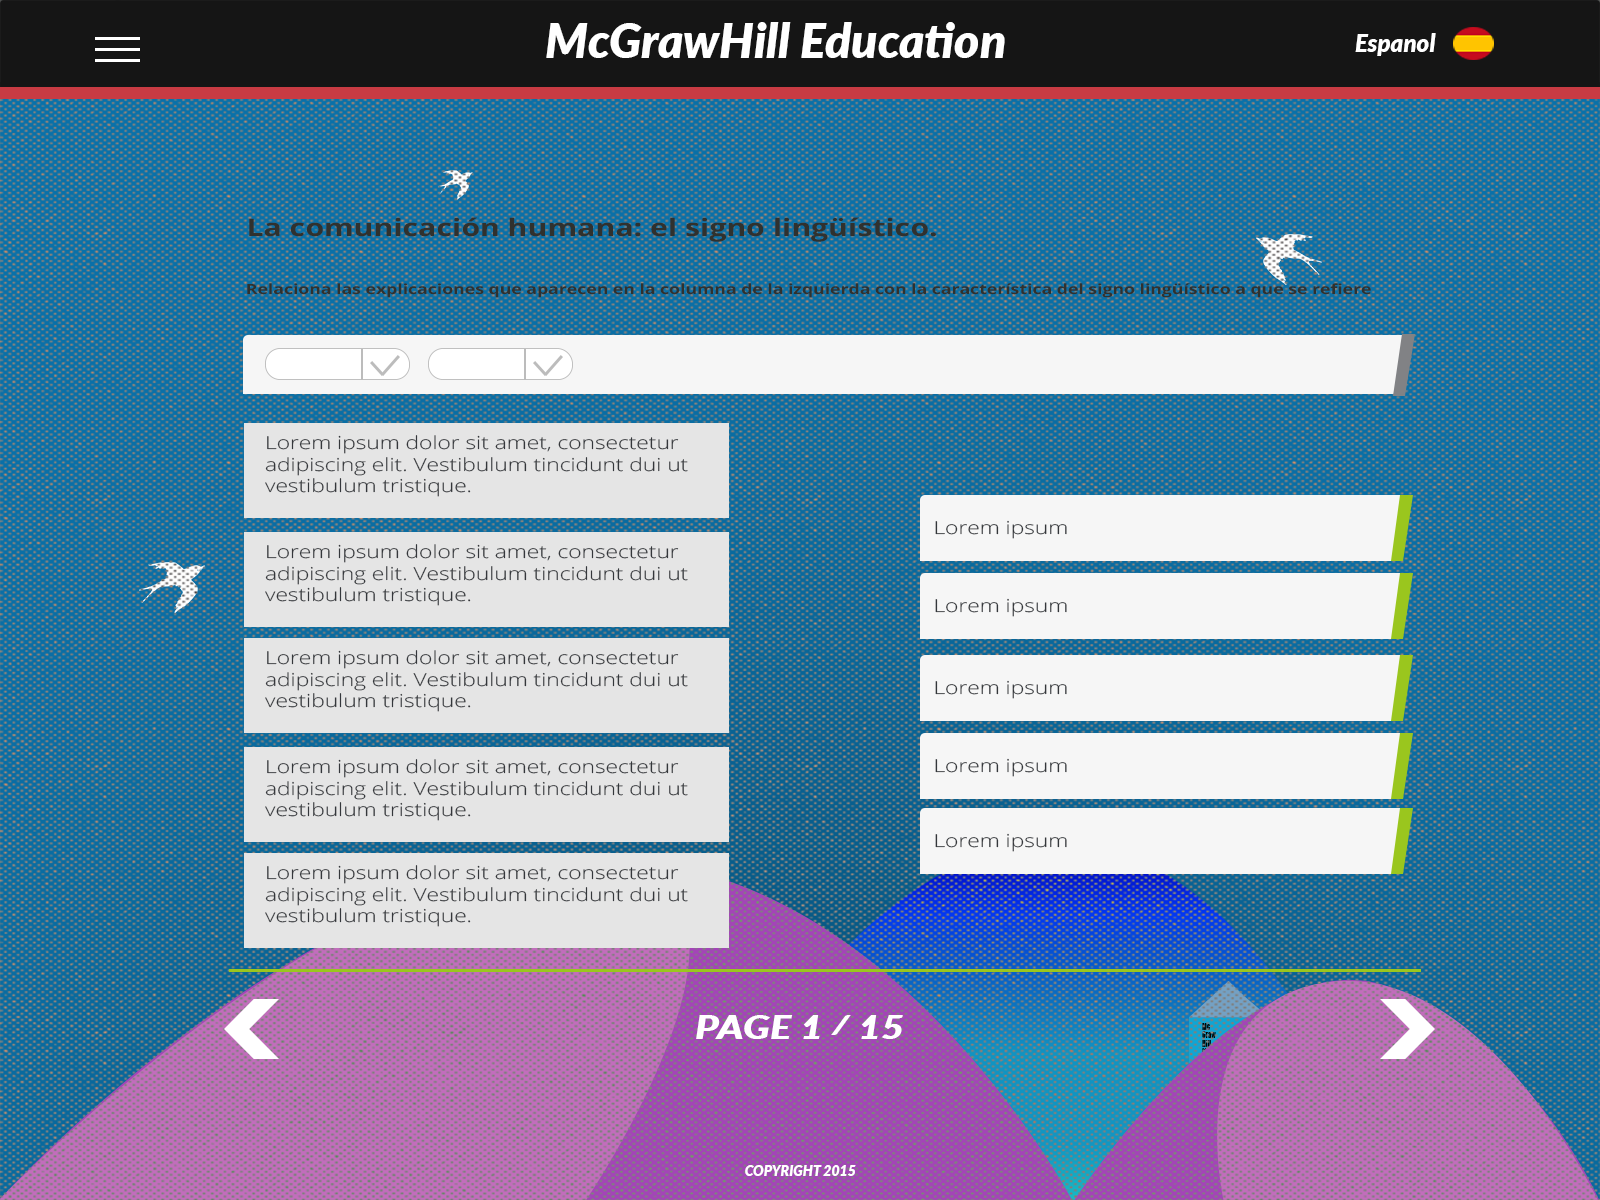 McGrawHill Education
Espanol
La comunicación humana: el signo lingüístico.
Relaciona las explicaciones que aparecen en la columna de la izquierda con la característica del signo lingüístico a que se refiere
Lorem ipsum dolor sit amet, consectetur
adipiscing elit. Vestibulum tincidunt dui ut
vestibulum tristique.
Lorem ipsum dolor sit amet, consectetur
adipiscing elit. Vestibulum tincidunt dui ut
vestibulum tristique.
Lorem ipsum dolor sit amet, consectetur
adipiscing elit. Vestibulum tincidunt dui ut
vestibulum tristique.
Lorem ipsum dolor sit amet, consectetur
adipiscing elit. Vestibulum tincidunt dui ut
vestibulum tristique.
Lorem ipsum dolor sit amet, consectetur
adipiscing elit. Vestibulum tincidunt dui ut
vestibulum tristique.
Lorem ipsum
Lorem ipsum
Lorem ipsum
Lorem ipsum
Lorem ipsum
PAGE 1 / 15
COPYRIGHT 2015